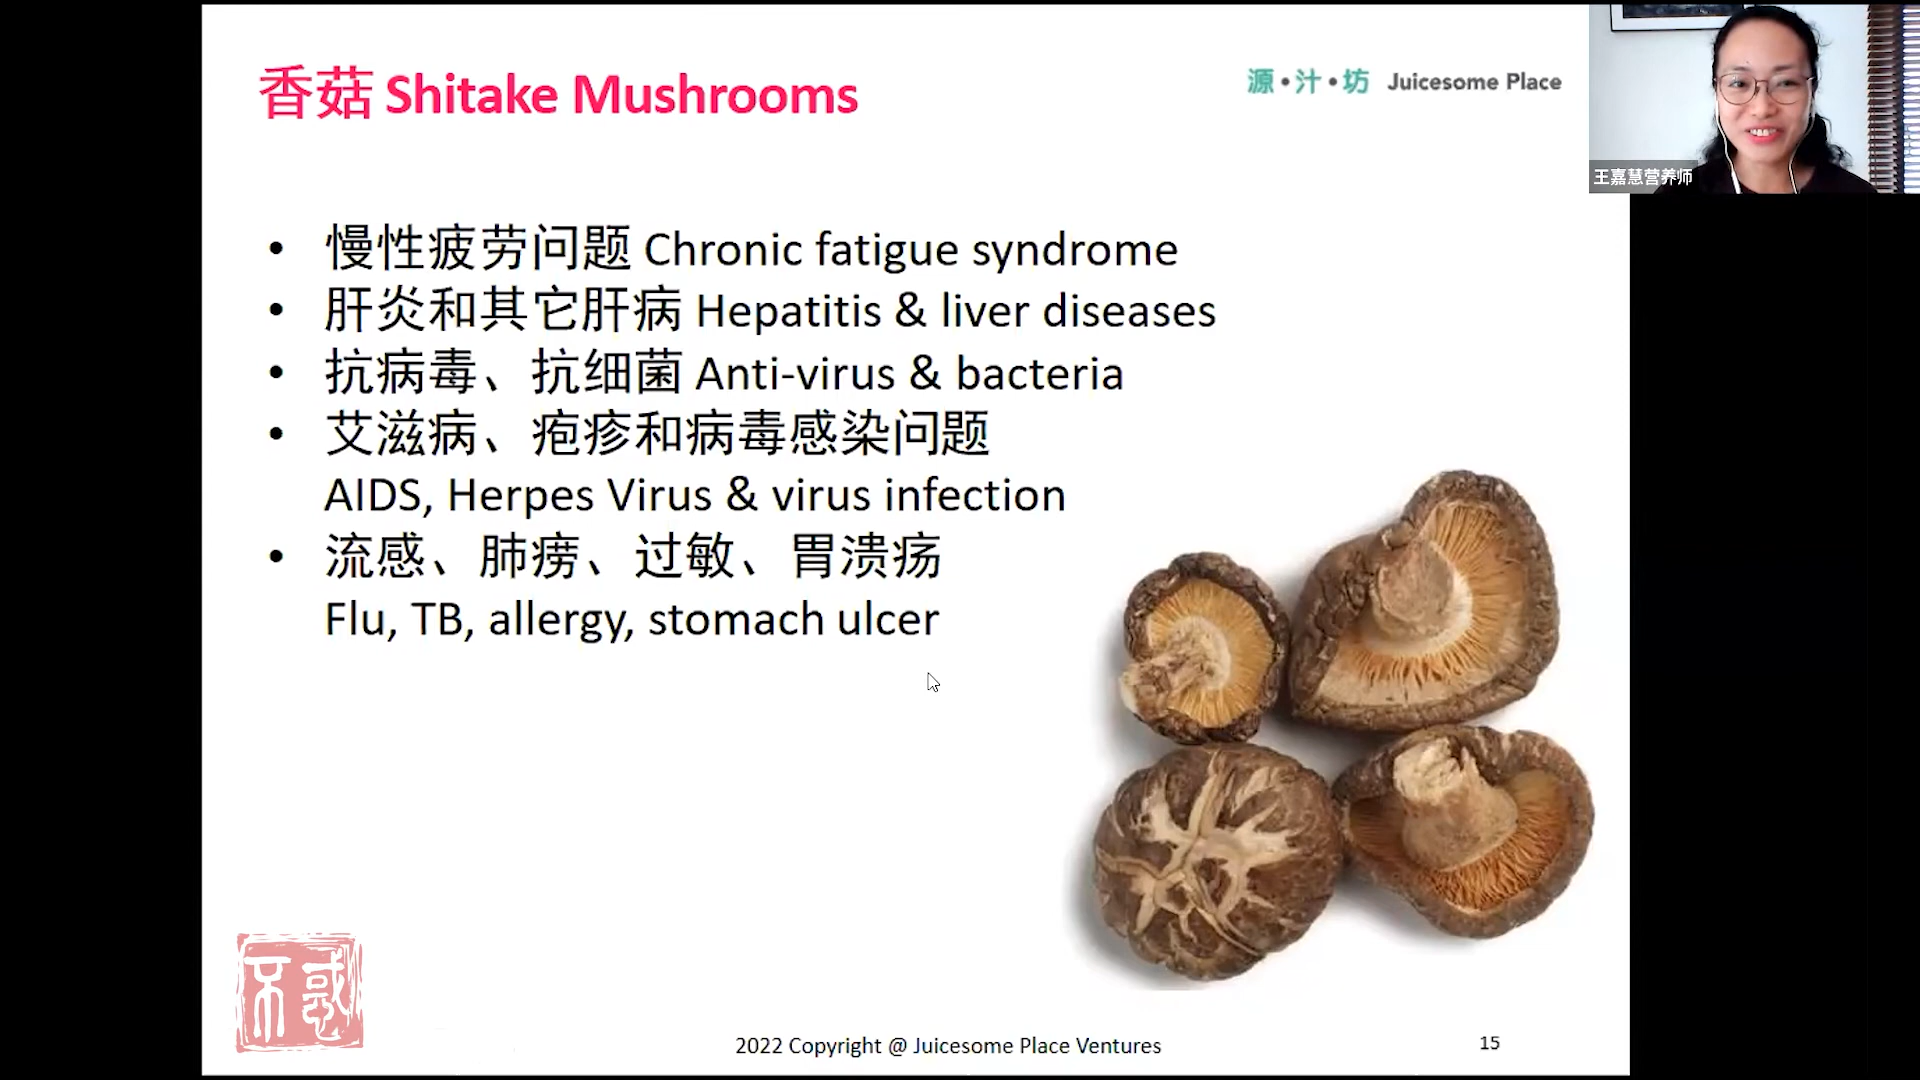 香菇 Shitake Mushrooms
源•汁•坊 Juicesome Place
王嘉慧营养师
• 慢性疲劳问题 Chronic fatigue syndrome
• 肝炎和其它肝病 Hepatitis & liver diseases
• 抗病毒、抗细菌 Anti-virus & bacteria
• 艾滋病、疱疹和病毒感染问题
AIDS, Herpes Virus & virus infection
• 流感、肺痨、过敏、胃溃疡
Flu, TB, allergy, stomach ulcer
不惑
2022 Copyright @ Juicesome Place Ventures
15